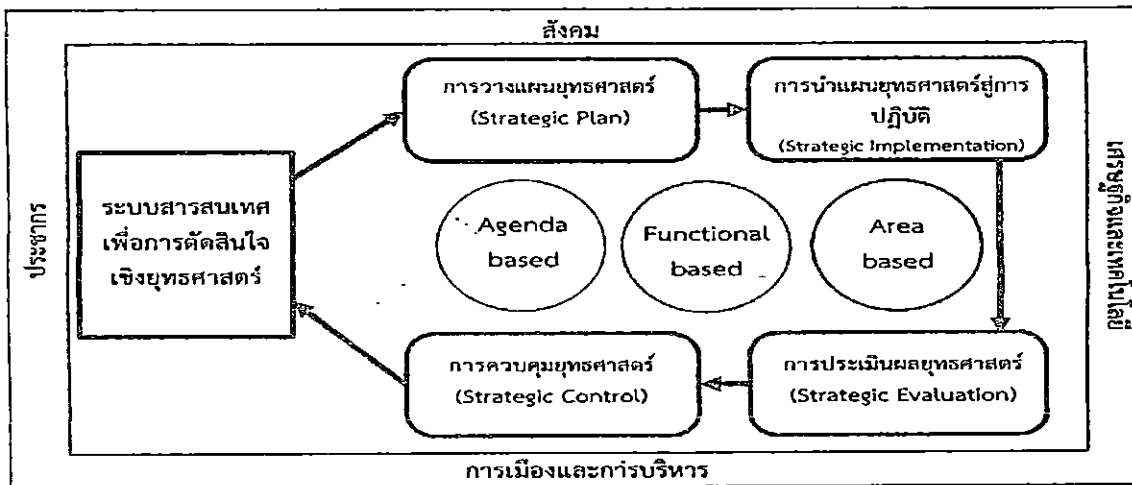 สังคม
การวางแผนยุทธศาสตร์
(Strategic Plan)
การนำแผนยุทธศาสตร์สู่การ
ปฏิบัติ
(Strategic Implementation)
ประชากร
ระบบสารสนเทศ
เพื่อการตัดสินใจ
เชิงยุทธศาสตร์
Agenda
based
Functional
based
Area
based
เศรษฐกิจและเทคโนโลยี
การควบคุมยุทธศาสตร์
(Strategic Control)
การประเมินผลยุทธศาสตร์
(Strategic Evaluation)
การเมืองและการบริหาร